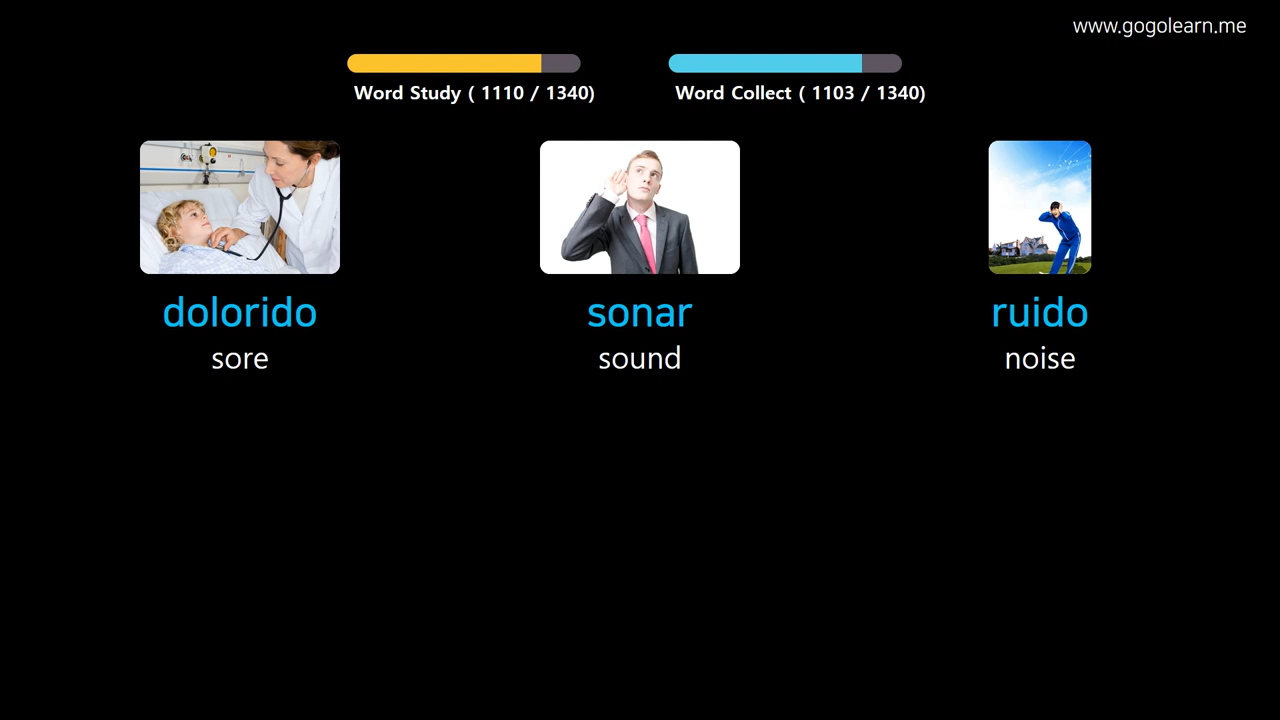 www.gogolearn.me
Word Study ( 1110 / 1340)
Word Collect ( 1103 / 1340)
dolorido
sore
sonar
sound
ruido
noise